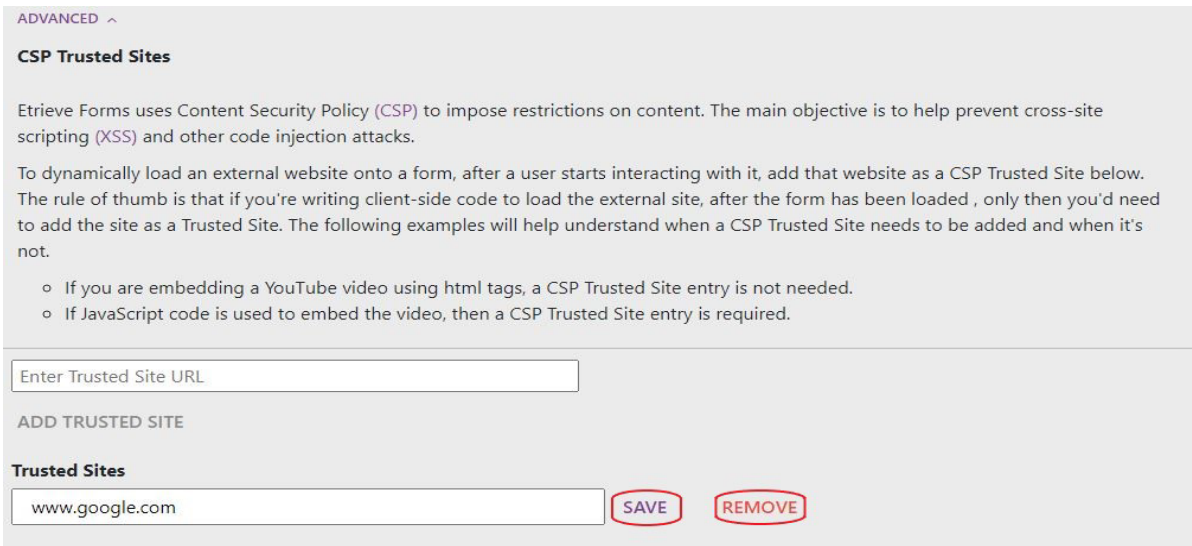 ADVANCED ^
CSP Trusted Sites
Etrieve Forms uses Content Security Policy (CSP) to impose restrictions on content. The main objective is to help prevent cross-site
scripting (XSS) and other code injection attacks.
To dynamically load an external website onto a form, after a user starts interacting with it, add that website as a CSP Trusted Site below.
The rule of thumb is that if you're writing client-side code to load the external site, after the form has been loaded , only then you'd need
to add the site as a Trusted Site. The following examples will help understand when a CSP Trusted Site needs to be added and when it's
not.
If you are embedding a YouTube video using html tags, a CSP Trusted Site entry is not needed.
If JavaScript code is used to embed the video, then a CSP Trusted Site entry is required.
Enter Trusted Site URL
ADD TRUSTED SITE
Trusted Sites
www.google.com SAVE REMOVE